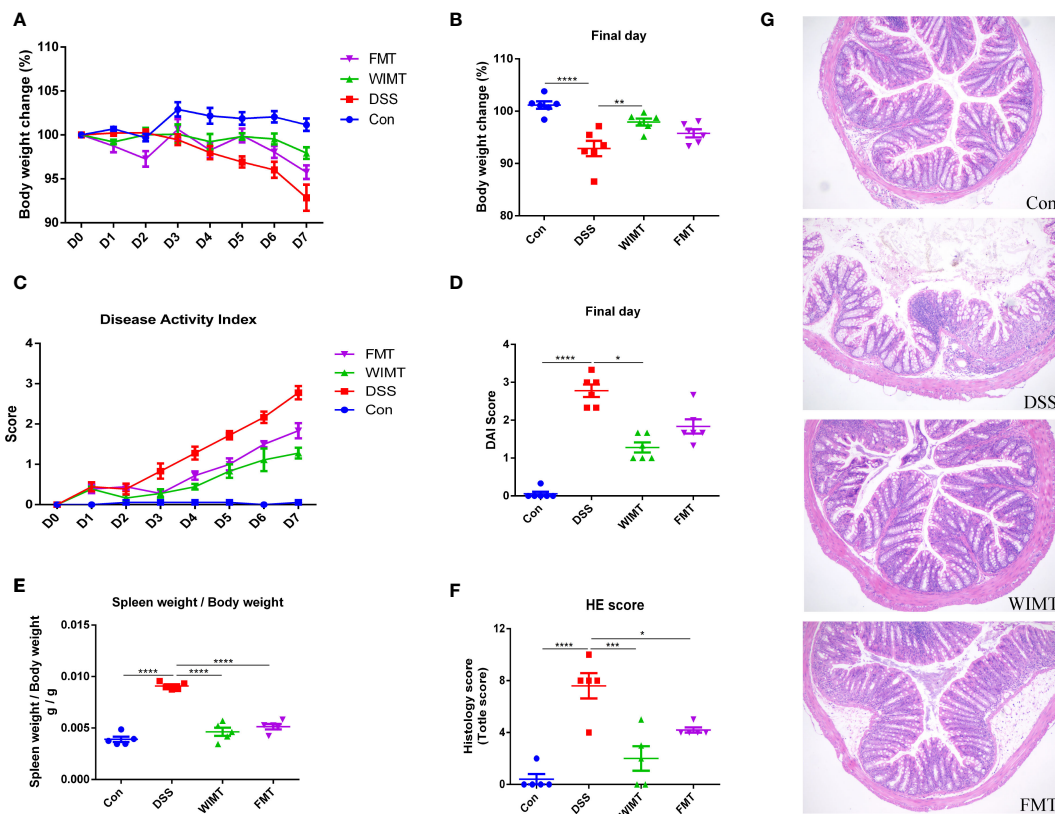 A
Body weight change (%)
110
105
100
95
90
D0 D1 D2 D3 D4 D5 D6 D7
FMT
WIMT
DSS
Con
B
Final day
Body weight change (%)
110
100
90
80
****
**
Con DSS WIMT FMT
C
Disease Activity Index
Score
4
3
2
1
0
D0 D1 D2 D3 D4 D5 D6 D7
FMT
WIMT
DSS
Con
D
Final day
DAI Score
4
3
2
1
0
****
*
Con DSS WIMT FMT
E
Spleen weight / Body weight
Spleen weight / Body weight
g / g
0.015
0.010
0.005
0.000
****
****
****
Con DSS WIMT FMT
F
HE score
Histology score
(Totle score)
12
8
4
0
*
****
***
Con DSS WIMT FMT
G
Con
DSS
WIMT
FMT